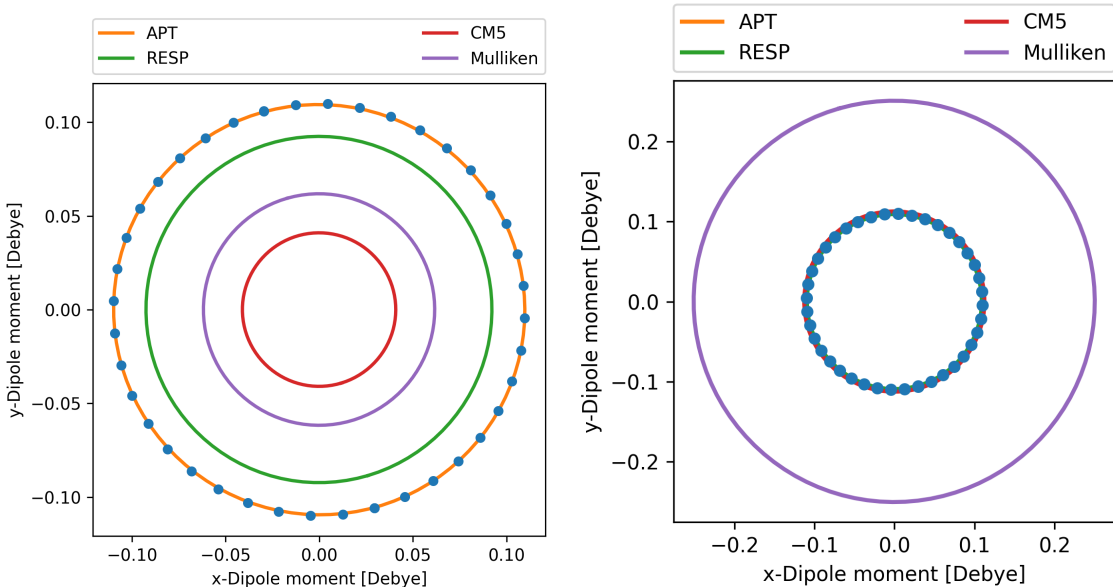 APT CM5
RESP Mulliken
0.10
0.05
0.00
−0.05
−0.10
y-Dipole moment [Debye]
−0.10 −0.05 0.00 0.05 0.10
x-Dipole moment [Debye]
APT CM5
RESP Mulliken
0.2
0.1
0.0
−0.1
−0.2
y-Dipole moment [Debye]
−0.2 −0.1 0.0 0.1 0.2
x-Dipole moment [Debye]